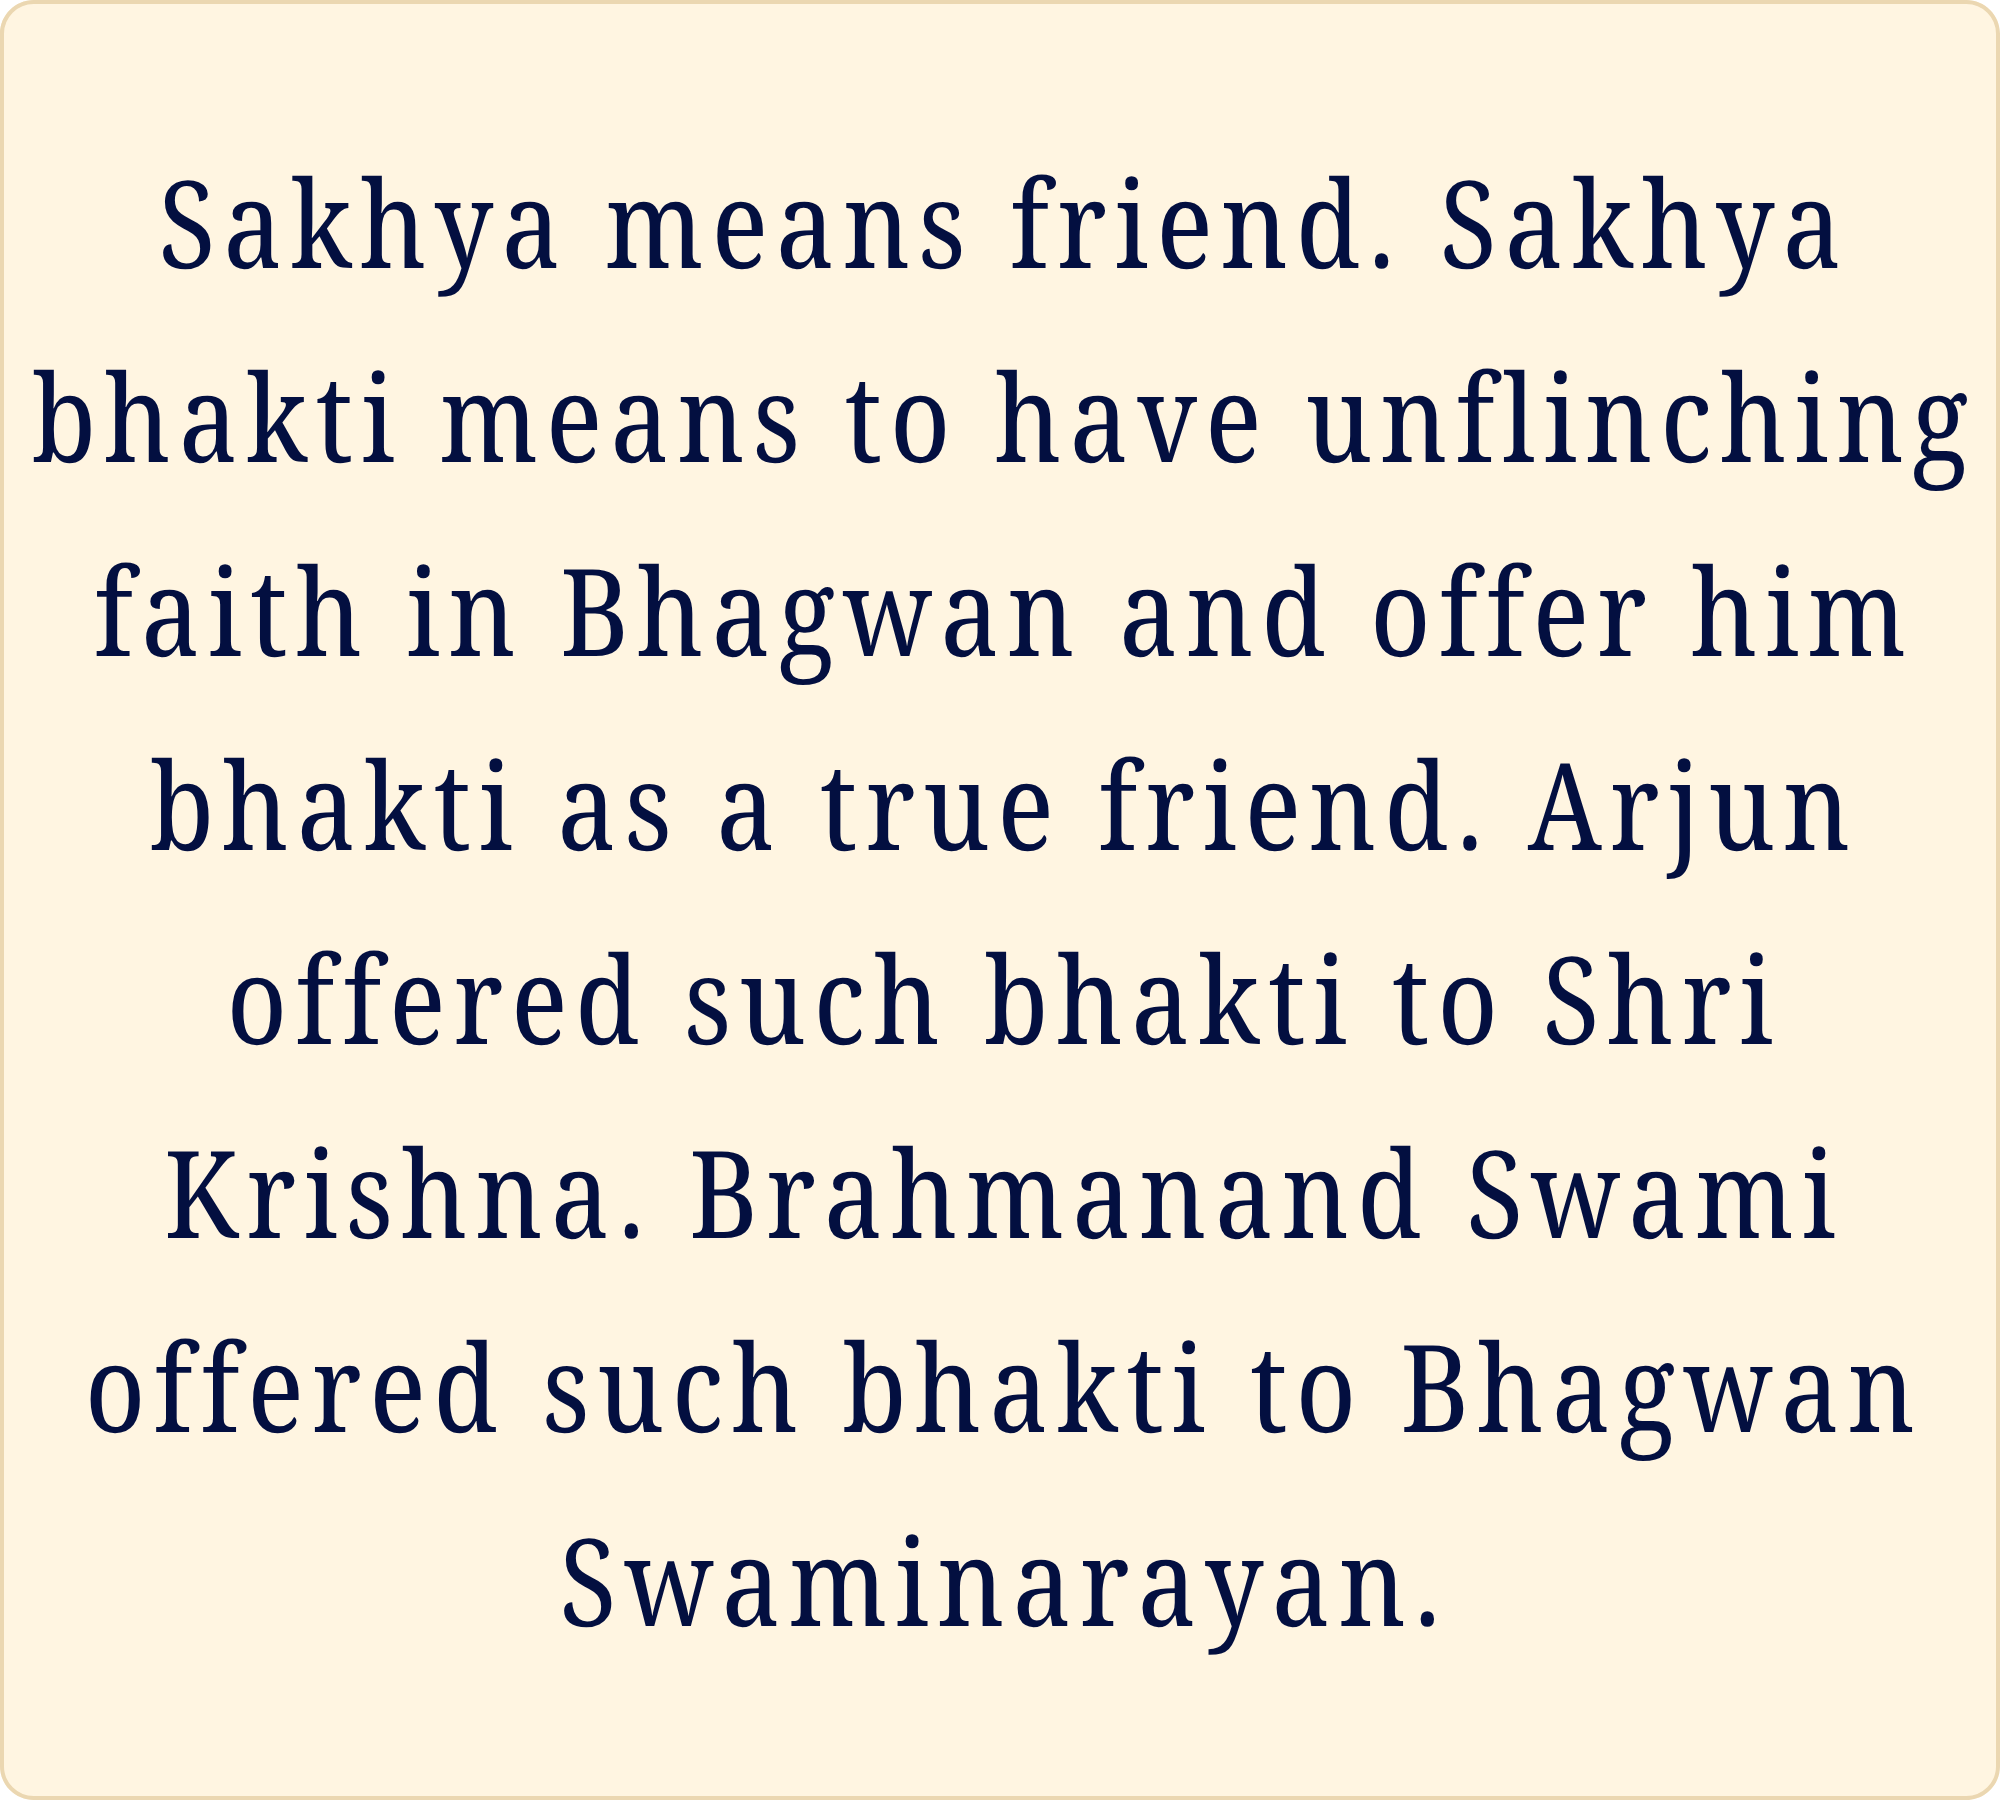 Sakhya means friend. Sakhya
bhakti means to have unflinching
faith in Bhagwan and offer him
bhakti as a true friend. Arjun
offered such bhakti to Shri
Krishna. Brahmanand Swami
offered such bhakti to Bhagwan
Swaminarayan.